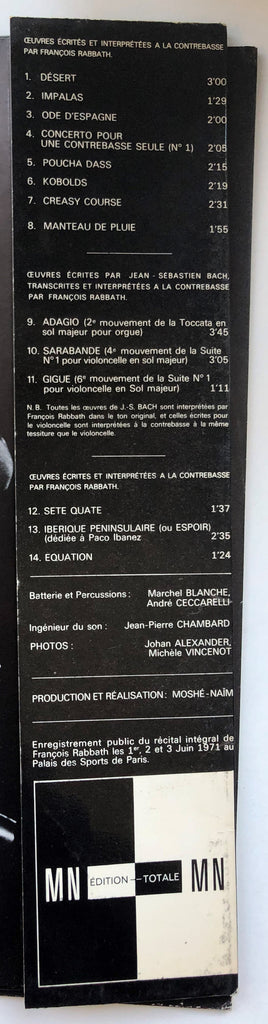 ŒUVRES ÉCRITES ET INTERPRÉTÉES A LA CONTREBASSE
PAR FRANÇOIS RABBATH.
1. DÉSERT 3'00
2. IMPALAS 1'29
3. ODE D'ESPAGNE 2'00
4. CONCERTO POUR
UNE CONTREBASSE SEULE (N° 1) 2'05
5. POUCHA DASS 2'15
6. KOBOLDS 2'19
7. CREASY COURSE 2'31
8. MANTEAU DE PLUIE 1'55
ŒUVRES ÉCRITES PAR JEAN-SÉBASTIEN BACH,
TRANSCRITES ET INTERPRÉTÉES A LA CONTREBASSE
PAR FRANÇOIS RABBATH.
9. ADAGIO (2e mouvement de la Toccata en
sol majeur pour orgue) 3'45
10. SARABANDE (4e mouvement de la Suite
N° 1 pour violoncelle en sol majeur) 3'05
11. GIGUE (6e mouvement de la Suite N° 1
pour violoncelle en Sol majeur) 1'11
N.B. Toutes les œuvres de J.-S. BACH sont interprétées par
François Rabbath dans le ton original, et celles écrites pour
le violoncelle sont interprétées à la contrebasse à la même
tessiture que le violoncelle.
ŒUVRES ÉCRITES ET INTERPRÉTÉES A LA CONTREBASSE
PAR FRANÇOIS RABBATH.
12. SETE QUATE 1'37
13. IBERIQUE PENINSULAIRE (ou ESPOIR)
(dédiée à Paco Ibanez 2'35
14. EQUATION 1'24
Batterie et Percussions : Marchel BLANCHE,
André CECCARELLI
Ingénieur du son : Jean-Pierre CHAMBARD
PHOTOS : Johan ALEXANDER,
Michèle VINCENOT
PRODUCTION ET RÉALISATION : MOSHÉ-NAÏM
Enregistrement public du récital intégral de
François Rabbath les 1er, 2 et 3 Juin 1971 au
Palais des Sports de Paris.
MN ÉDITION—TOTALE MN